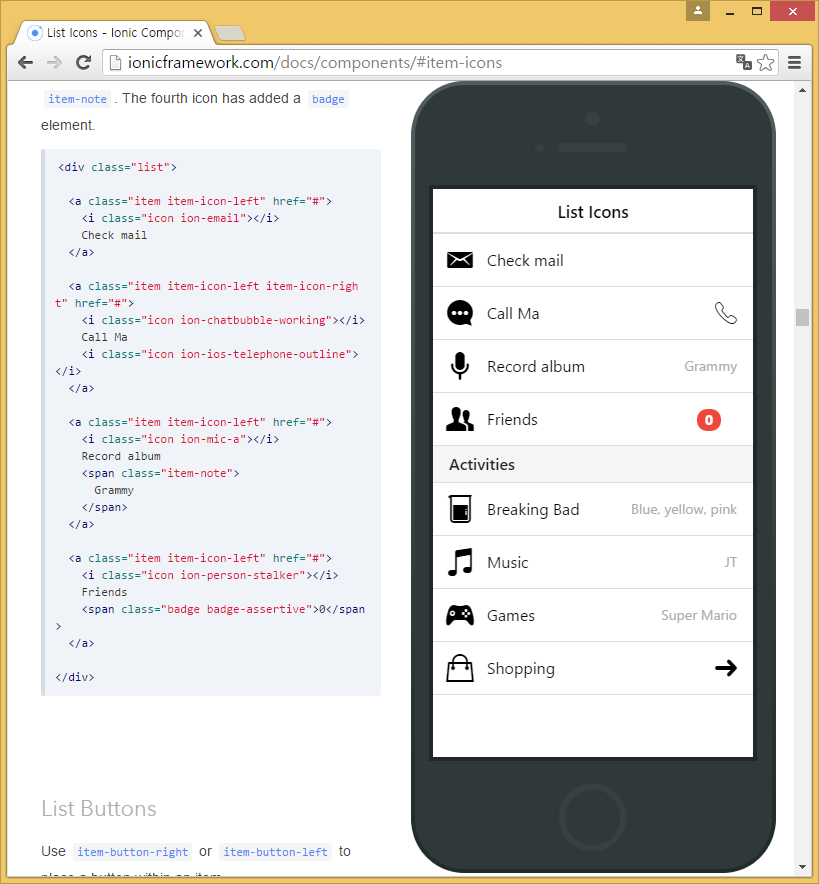 List Icons - Ionic Compo
ionicframework.com/docs/components/#item-icons
item-note . The fourth icon has added a badge
element.
<div class="list">
<a class="item item-icon-left" href="#">
<i class="icon ion-email"></i>
Check mail
</a>
<a class="item item-icon-left item-icon-righ
t" href="#">
<i class="icon ion-chatbubble-working"></i>
Call Ma
<i class="icon ion-ios-telephone-outline">
</i>
</a>
<a class="item item-icon-left" href="#">
<i class="icon ion-mic-a"></i>
Record album
<span class="item-note">
Grammy
</span>
</a>
<a class="item item-icon-left" href="#">
<i class="icon ion-person-stalker"></i>
Friends
<span class="badge badge-assertive">0</span
>
</a>
</div>
List Buttons
Use item-button-right or item-button-left to
place a button within an item
List Icons
Check mail
Call Ma
Record album Grammy
Friends 0
Activities
Breaking Bad Blue, yellow, pink
Music JT
Games Super Mario
Shopping